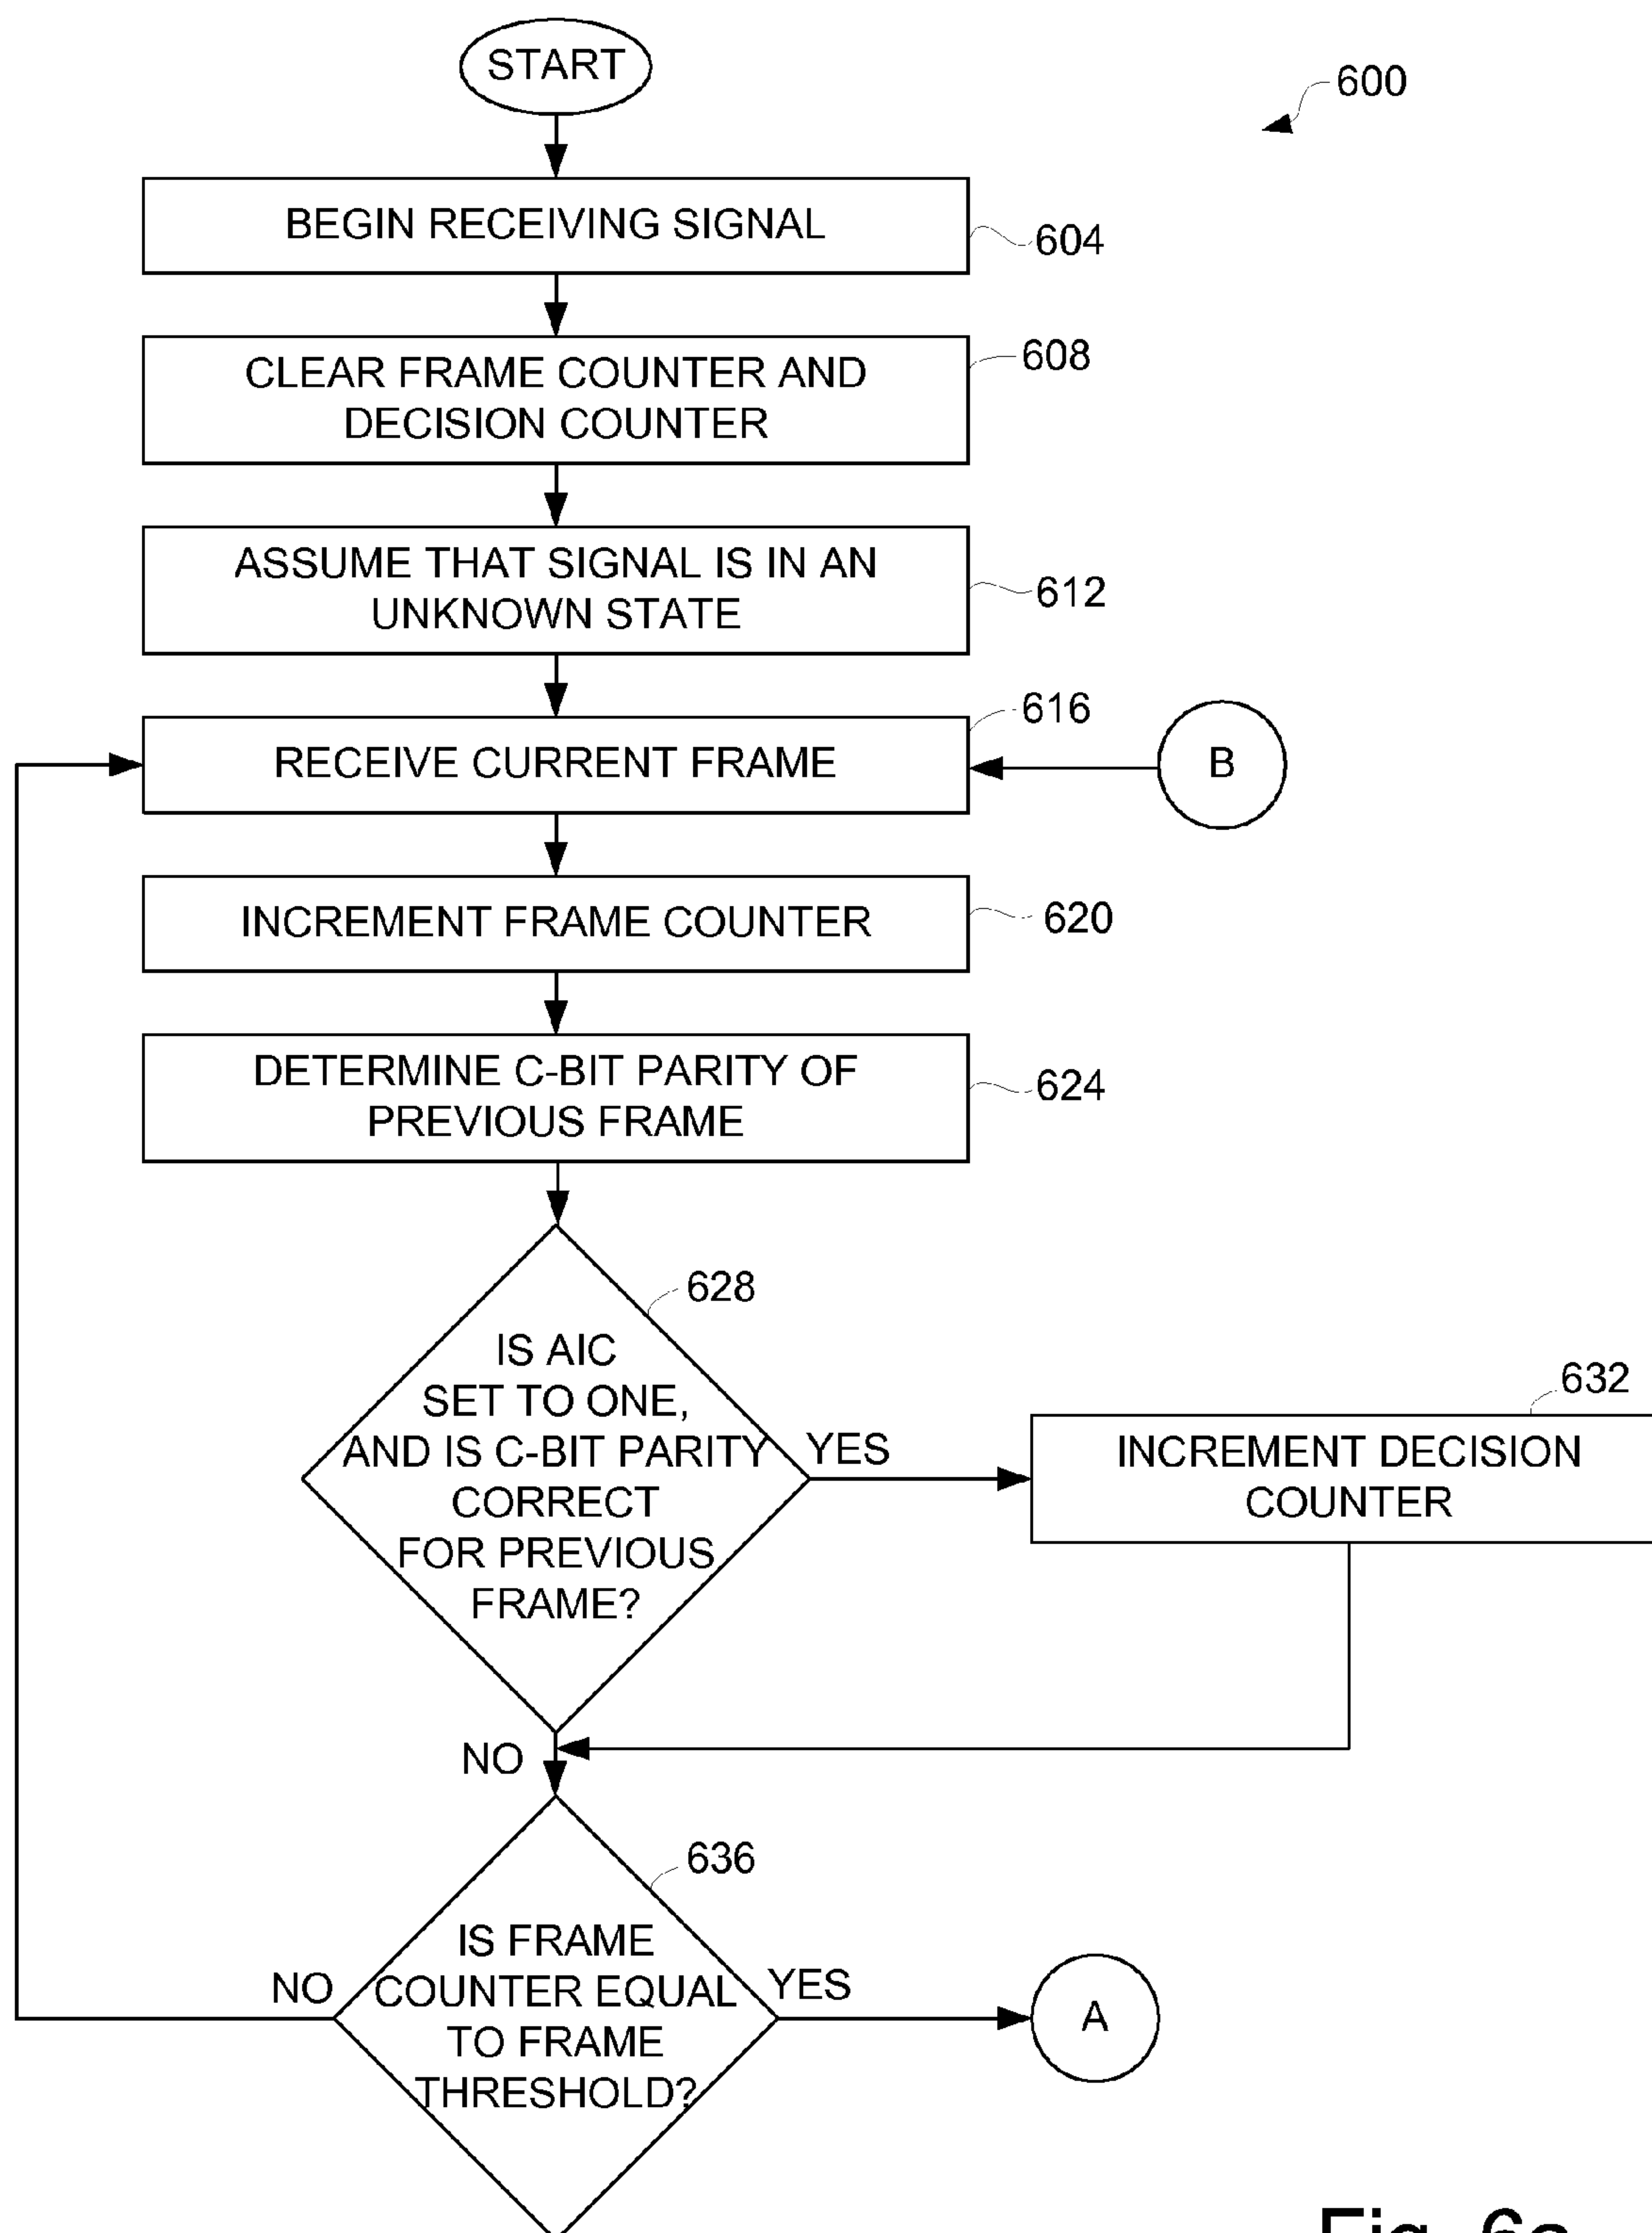 START
600
BEGIN RECEIVING SIGNAL
604
CLEAR FRAME COUNTER AND
DECISION COUNTER
608
ASSUME THAT SIGNAL IS IN AN
UNKNOWN STATE
612
616
RECEIVE CURRENT FRAME
B
INCREMENT FRAME COUNTER
620
DETERMINE C-BIT PARITY OF
PREVIOUS FRAME
624
628
IS AIC
SET TO ONE,
AND IS C-BIT PARITY
CORRECT
FOR PREVIOUS
FRAME?
YES
632
INCREMENT DECISION
COUNTER
NO
636
IS FRAME
COUNTER EQUAL
TO FRAME
THRESHOLD?
NO
YES
A
Fig. 6a